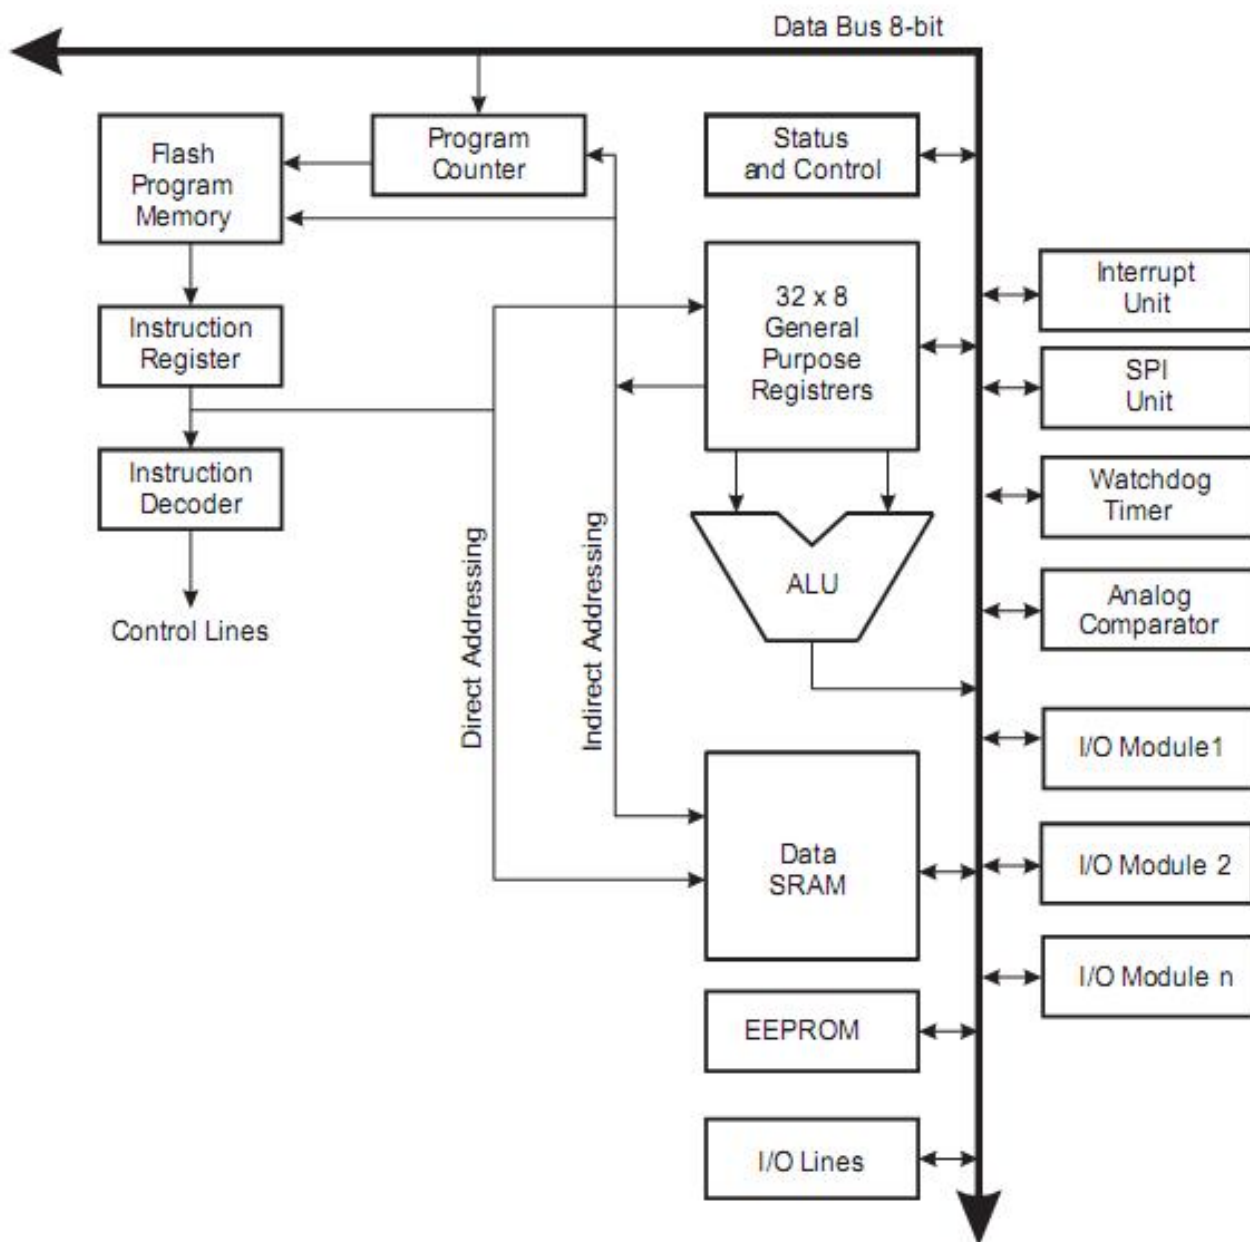 Data Bus 8-bit
Flash
Program
Memory
Program
Counter
Status
and Control
Interrupt
Unit
32 x 8
General
Purpose
Registrers
Instruction
Register
SPI
Unit
Instruction
Decoder
Watchdog
Timer
Control Lines
Direct Addressing
Indirect Addressing
ALU
Analog
Comparator
I/O Module1
Data
SRAM
I/O Module 2
I/O Module n
EEPROM
I/O Lines